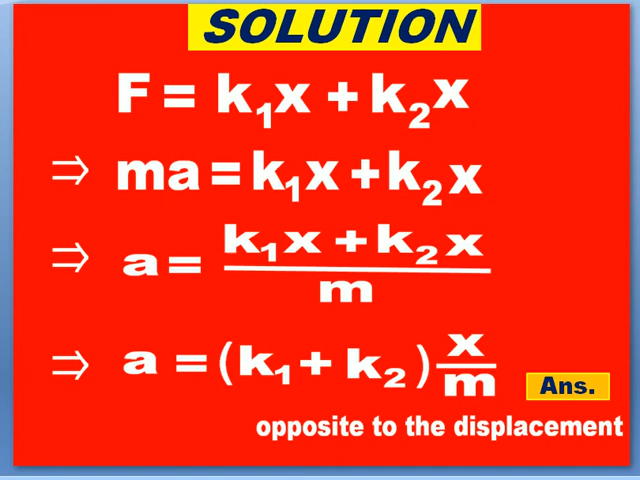 SOLUTION
F = k₁x + k₂x
⇒ ma = k₁x + k₂x
⇒ a = (k₁x + k₂x) / m
⇒ a = (k₁ + k₂) x/m
Ans.
opposite to the displacement